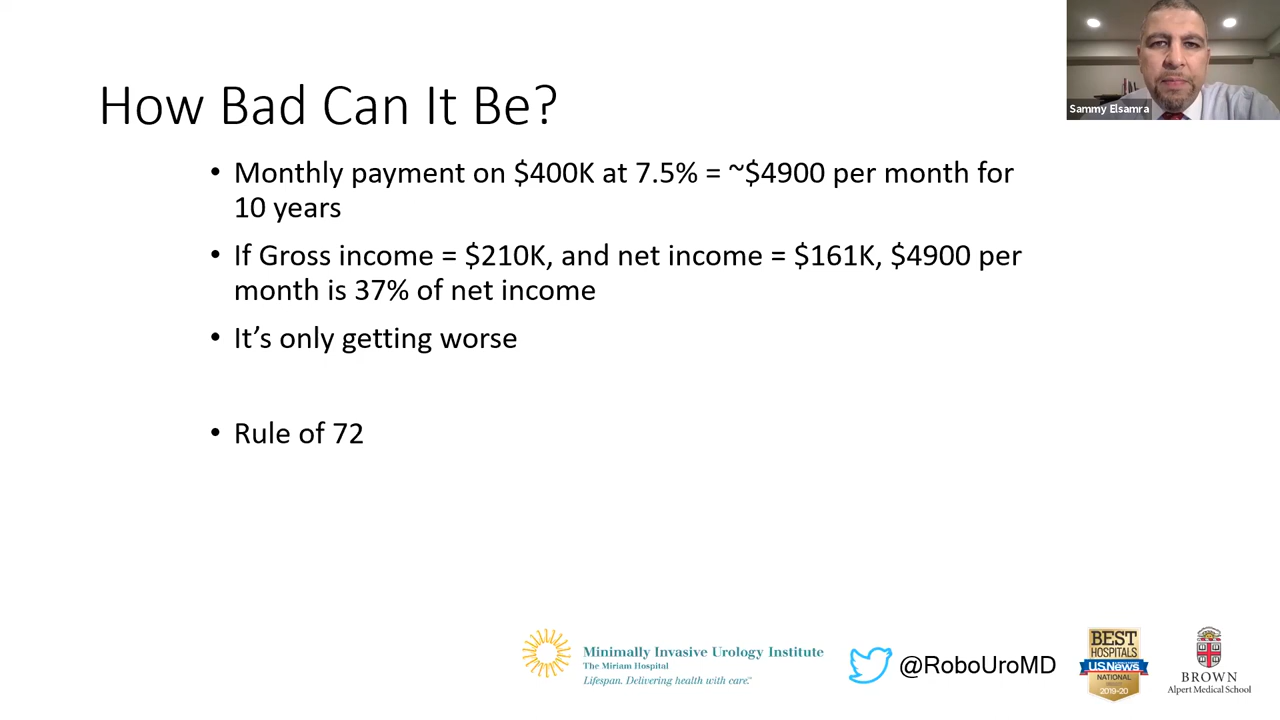 Sammy Elsamra
How Bad Can It Be?
• Monthly payment on $400K at 7.5% = ~$4900 per month for
10 years
• If Gross income = $210K, and net income = $161K, $4900 per
month is 37% of net income
• It’s only getting worse
• Rule of 72
Minimally Invasive Urology Institute
The Miriam Hospital
Lifespan. Delivering health with care.™
@RoboUroMD
BEST
HOSPITALS
U.S.News
NATIONAL
2019-20
BROWN
Alpert Medical School